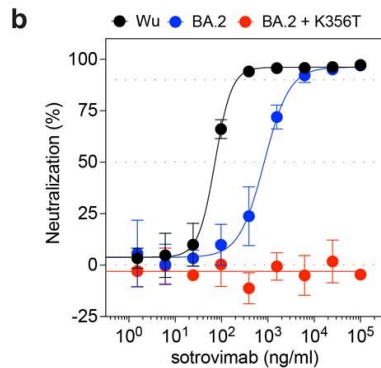 b
Wu BA.2 BA.2 + K356T
Neutralization (%)
100
75
50
25
0
-25
10⁰ 10¹ 10² 10³ 10⁴ 10⁵
sotrovimab (ng/ml)